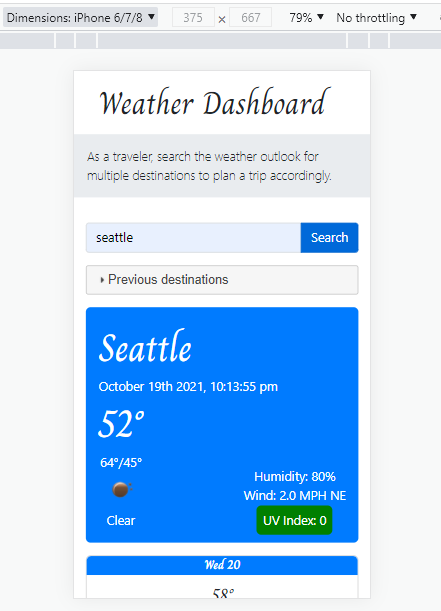 Dimensions: iPhone 6/7/8 ▼ 375 × 667 79% ▼ No throttling ▼
Weather Dashboard
As a traveler, search the weather outlook for
multiple destinations to plan a trip accordingly.
seattle Search
Previous destinations
Seattle
October 19th 2021, 10:13:55 pm
52°
64°/45°
Humidity: 80%
Wind: 2.0 MPH NE
Clear UV Index: 0
Wed 20
58°